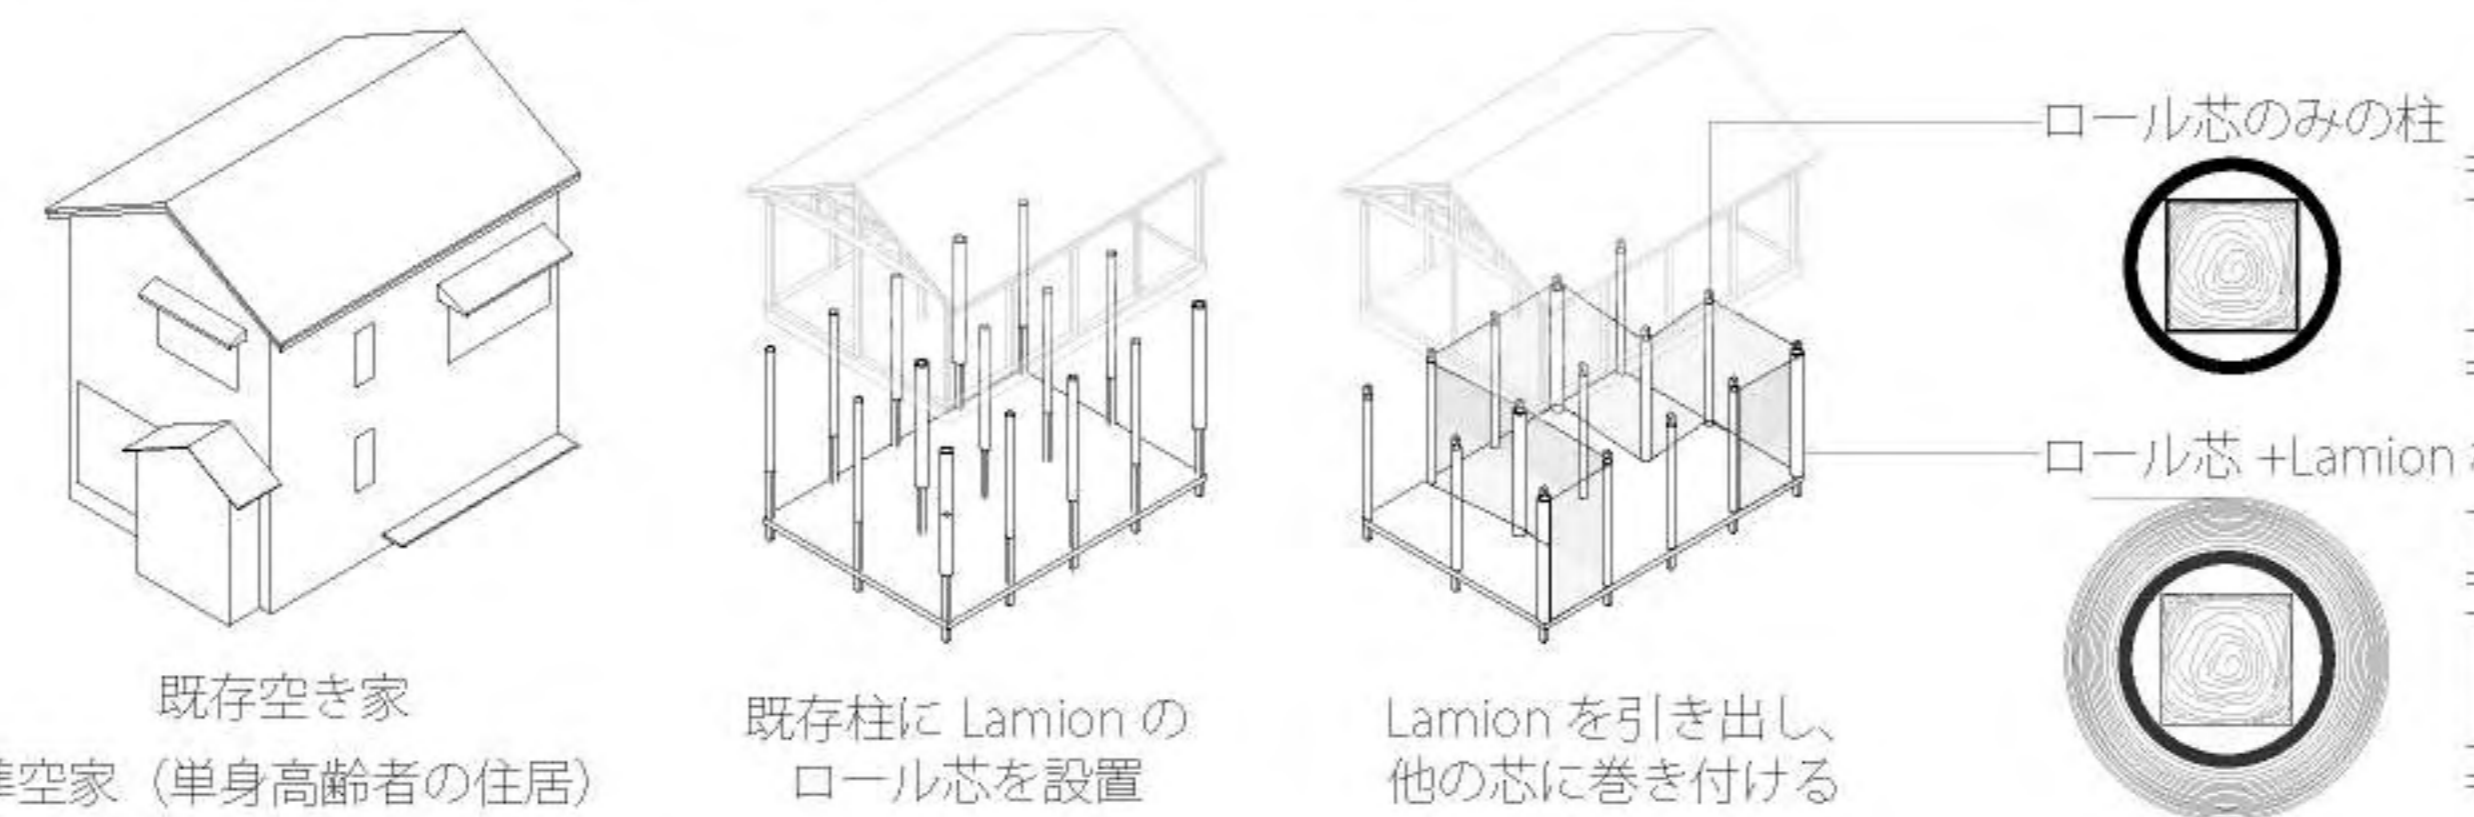 既存空き家
空家（単身高齢者の住居）
既存柱に Lamion の
ロール芯を設置
Lamion を引き出し、
他の芯に巻き付ける
ロール芯のみの柱
ロール芯 +Lamion